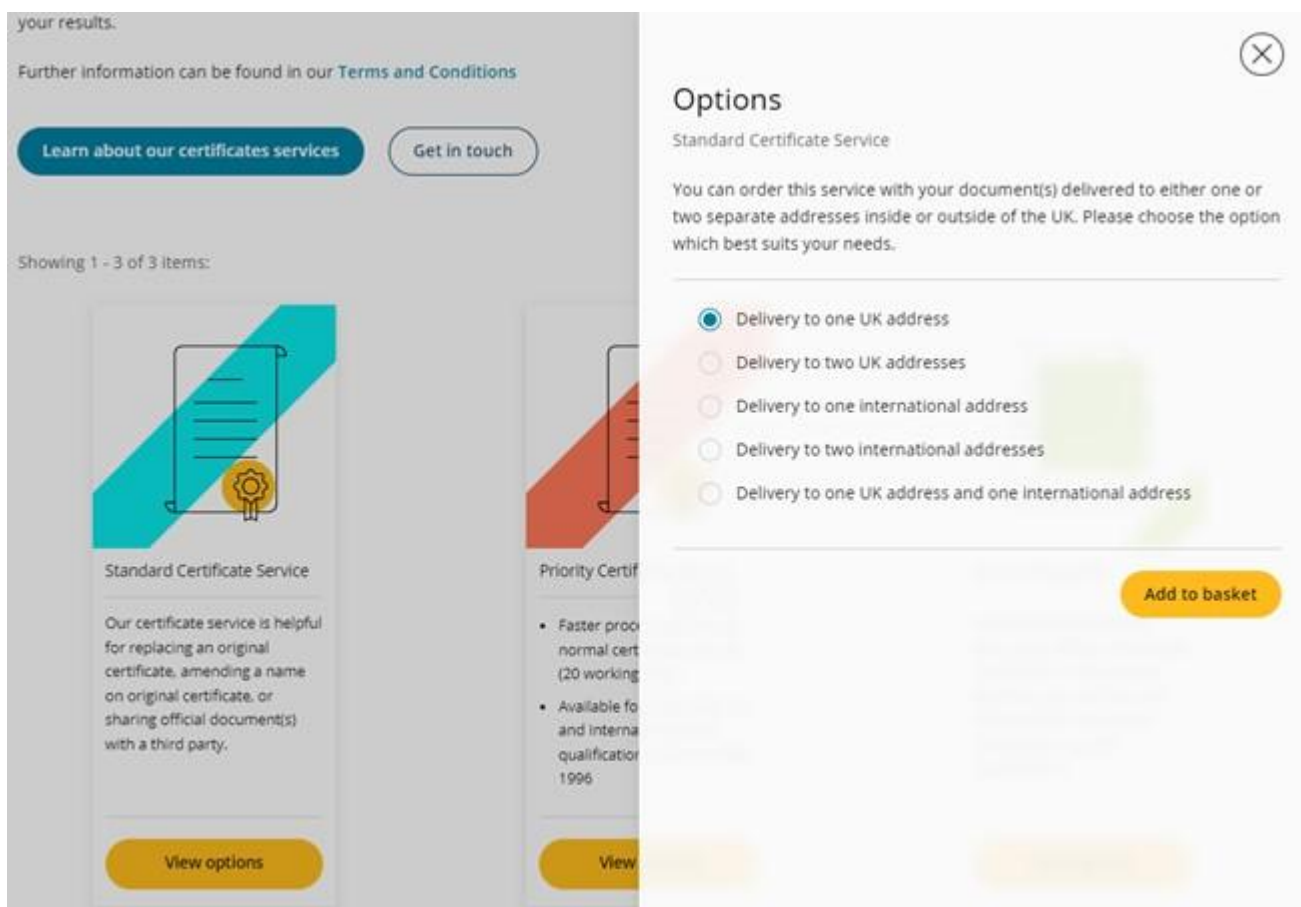 your results.
Further information can be found in our Terms and Conditions
Learn about our certificates services
Get in touch
Showing 1 - 3 of 3 items:
Standard Certificate Service
Our certificate service is helpful
for replacing an original
certificate, amending a name
on original certificate, or
sharing official document(s)
with a third party.
View options
Priority Certif
Faster proce
normal cert
(20 working
Available fo
and interna
qualification
1996
View
Options
Standard Certificate Service
You can order this service with your document(s) delivered to either one or
two separate addresses inside or outside of the UK. Please choose the option
which best suits your needs.
Delivery to one UK address
Delivery to two UK addresses
Delivery to one international address
Delivery to two international addresses
Delivery to one UK address and one international address
Add to basket